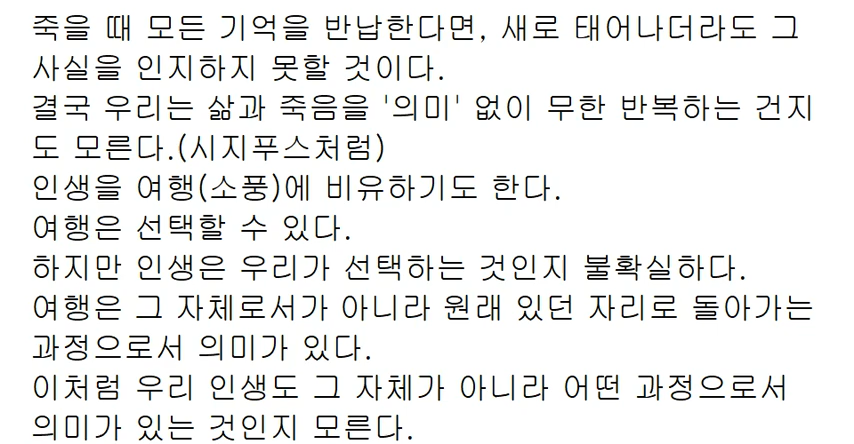 죽을 때 모든 기억을 반납한다면, 새로 태어나더라도 그
사실을 인지하지 못할 것이다.
결국 우리는 삶과 죽음을 '의미' 없이 무한 반복하는 건지
도 모른다.(시지푸스처럼)
인생을 여행(소풍)에 비유하기도 한다.
여행은 선택할 수 있다.
하지만 인생은 우리가 선택하는 것인지 불확실하다.
여행은 그 자체로서가 아니라 원래 있던 자리로 돌아가는
과정으로서 의미가 있다.
이처럼 우리 인생도 그 자체가 아니라 어떤 과정으로서
의미가 있는 것인지 모른다.